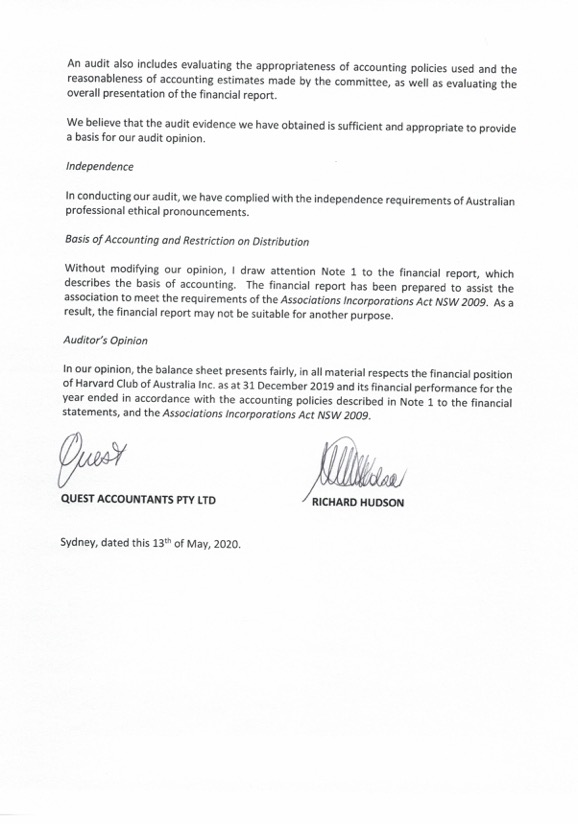 An audit also includes evaluating the appropriateness of accounting policies used and the
reasonableness of accounting estimates made by the committee, as well as evaluating the
overall presentation of the financial report.
We believe that the audit evidence we have obtained is sufficient and appropriate to provide
a basis for our audit opinion.
Independence
In conducting our audit, we have complied with the independence requirements of Australian
professional ethical pronouncements.
Basis of Accounting and Restriction on Distribution
Without modifying our opinion, I draw attention Note 1 to the financial report, which
describes the basis of accounting. The financial report has been prepared to assist the
association to meet the requirements of the Associations Incorporations Act NSW 2009. As a
result, the financial report may not be suitable for another purpose.
Auditor's Opinion
In our opinion, the balance sheet presents fairly, in all material respects the financial position
of Harvard Club of Australia Inc. as at 31 December 2019 and its financial performance for the
year ended in accordance with the accounting policies described in Note 1 to the financial
statements, and the Associations Incorporations Act NSW 2009.
Quest
QUEST ACCOUNTANTS PTY LTD
RICHARD HUDSON
Sydney, dated this 13th of May, 2020.